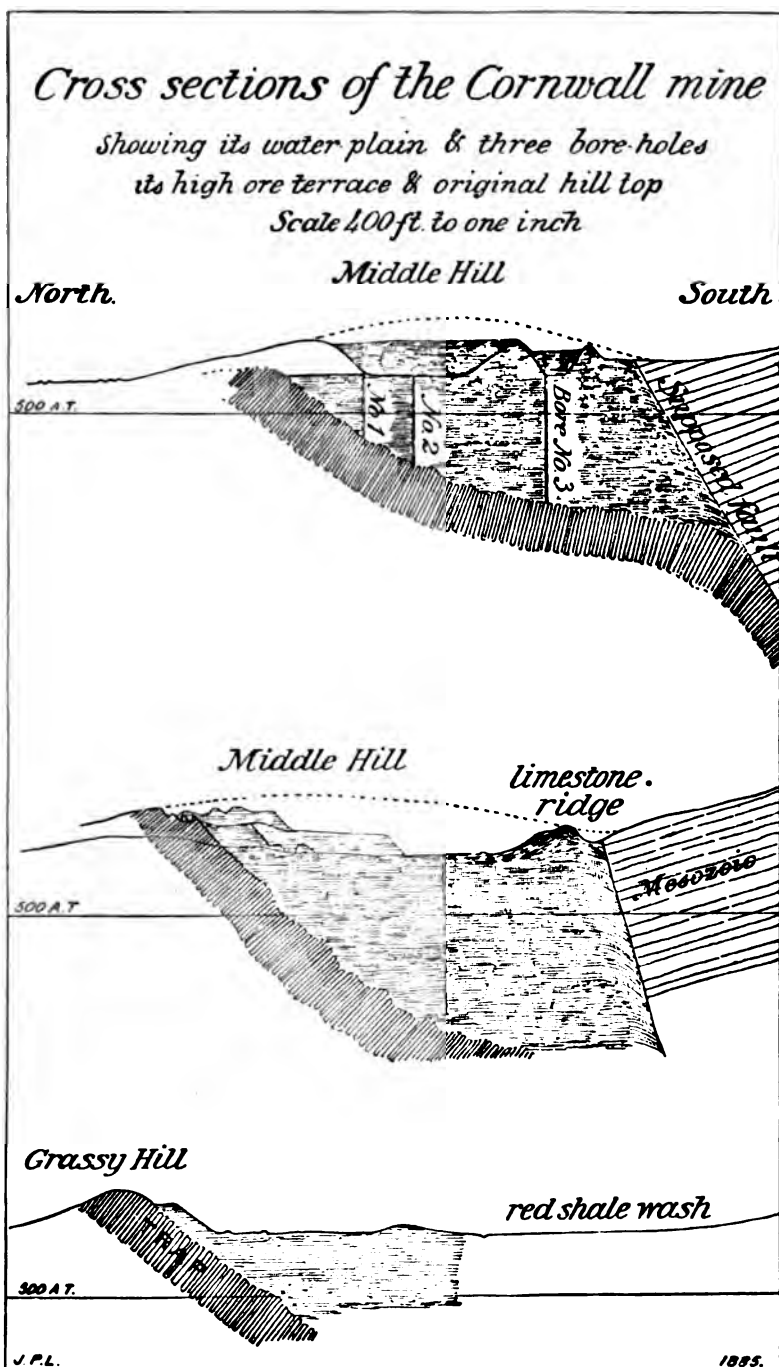 Cross sections of the Cornwall mine
showing its water plain & three bore-holes
its high ore terrace & original hill top
Scale 400 ft. to one inch
Middle Hill
North.
South
500 A.T.
No. 1
No. 2
Bore No. 3
Supposed fault
Middle Hill
limestone.
ridge
500 A.T
Mesozoic
Grassy Hill
red shale wash
TRAP
500 A.T.
J.P.L.
1885.